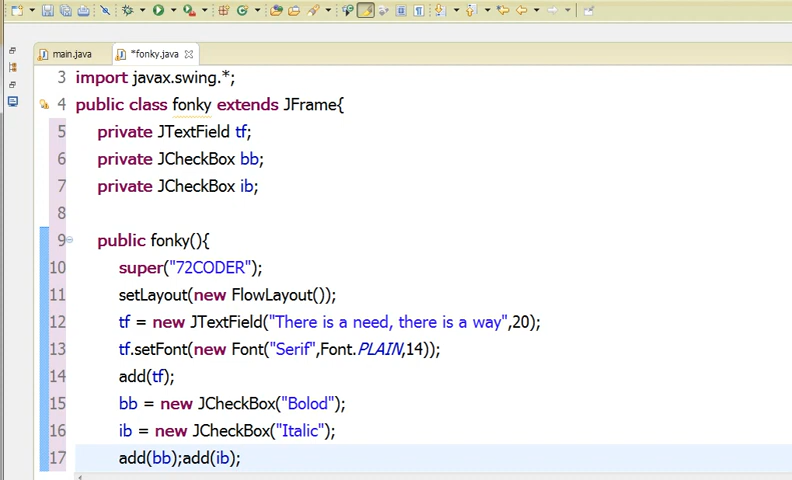 main.java
*fonky.java
3 import javax.swing.*;
4 public class fonky extends JFrame{
5 private JTextField tf;
6 private JCheckBox bb;
7 private JCheckBox ib;
8
9 public fonky(){
10 super("72CODER");
11 setLayout(new FlowLayout());
12 tf = new JTextField("There is a need, there is a way",20);
13 tf.setFont(new Font("Serif",Font.PLAIN,14));
14 add(tf);
15 bb = new JCheckBox("Bolod");
16 ib = new JCheckBox("Italic");
17 add(bb);add(ib);